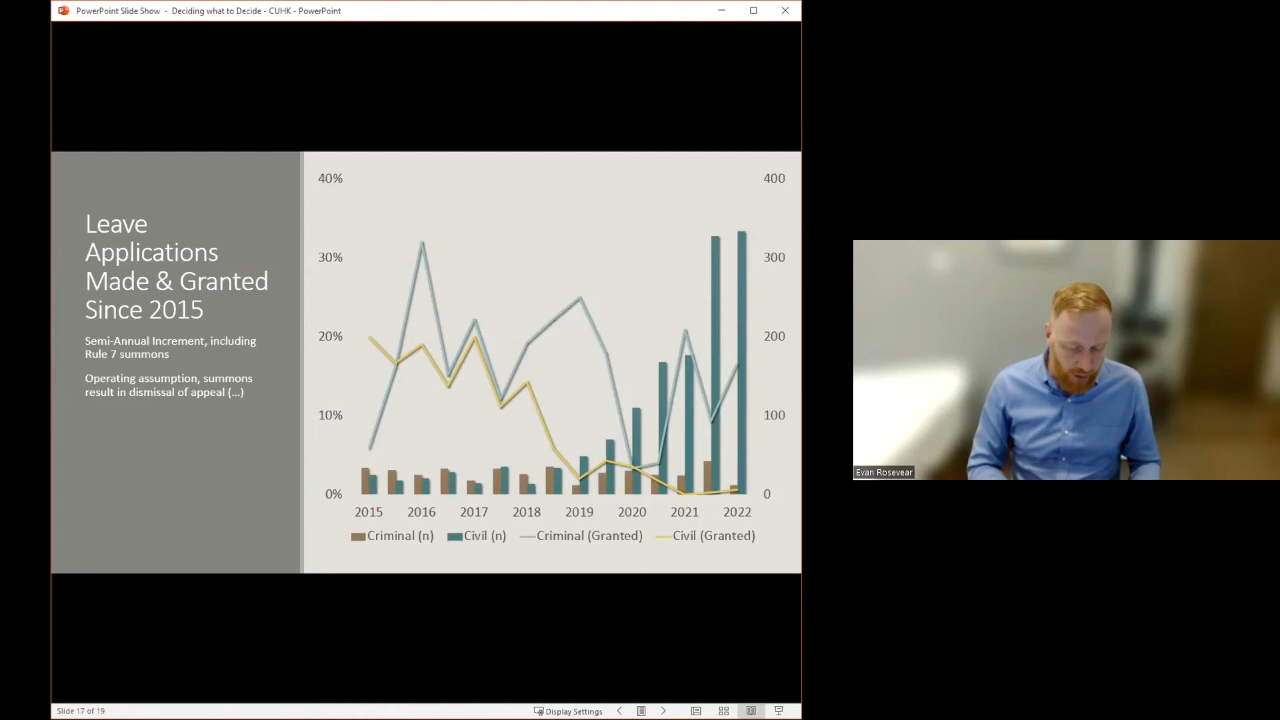 PowerPoint Slide Show - Deciding what to Decide - CUHK - PowerPoint
Leave
Applications
Made & Granted
Since 2015
Semi-Annual Increment, including
Rule 7 summons
Operating assumption, summons
result in dismissal of appeal (...)
40%
30%
20%
10%
0%
400
300
200
100
0
2015 2016 2017 2018 2019 2020 2021 2022
Criminal (n) Civil (n) Criminal (Granted) Civil (Granted)
Evan Rosevear
Slide 17 of 19
Display Settings